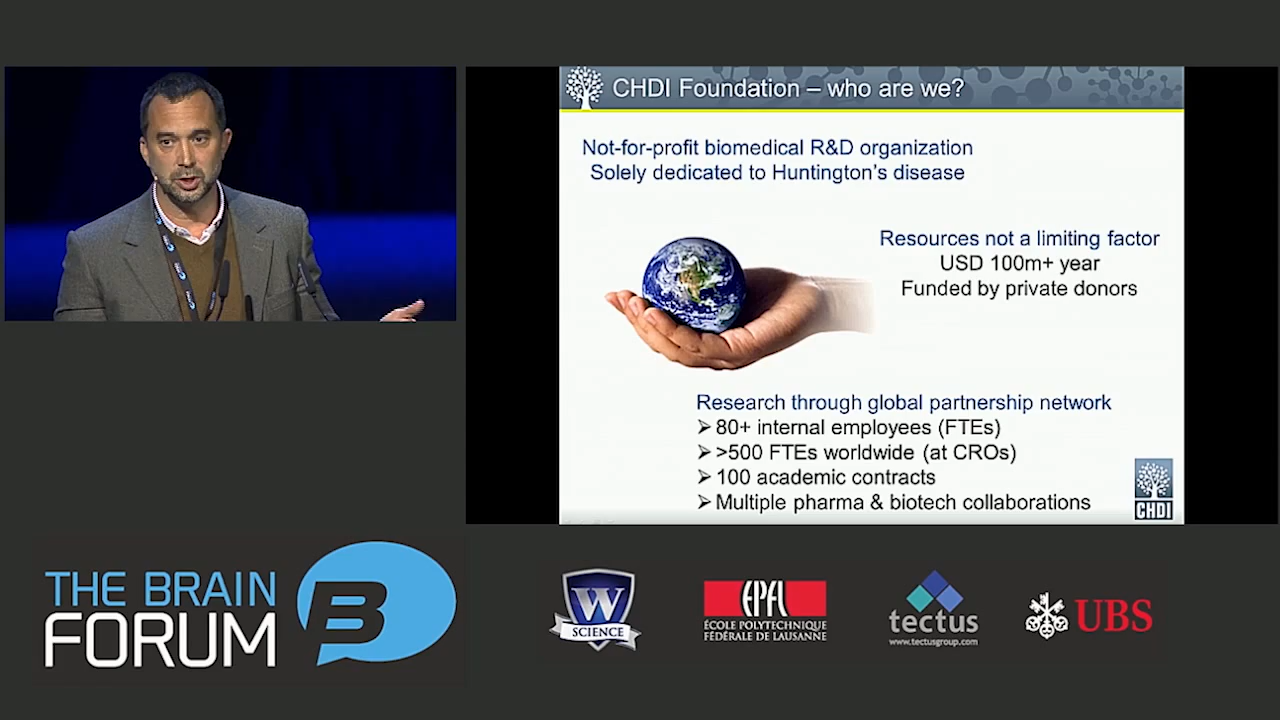 CHDI Foundation – who are we?
Not-for-profit biomedical R&D organization
Solely dedicated to Huntington's disease
Resources not a limiting factor
USD 100m+ year
Funded by private donors
Research through global partnership network
➢80+ internal employees (FTEs)
➢>500 FTEs worldwide (at CROs)
➢100 academic contracts
➢Multiple pharma & biotech collaborations
CHDI
THE BRAIN
FORUM
B
W
SCIENCE
EPFL
ÉCOLE POLYTECHNIQUE
FÉDÉRALE DE LAUSANNE
tectus
www.tectusgroup.com
UBS